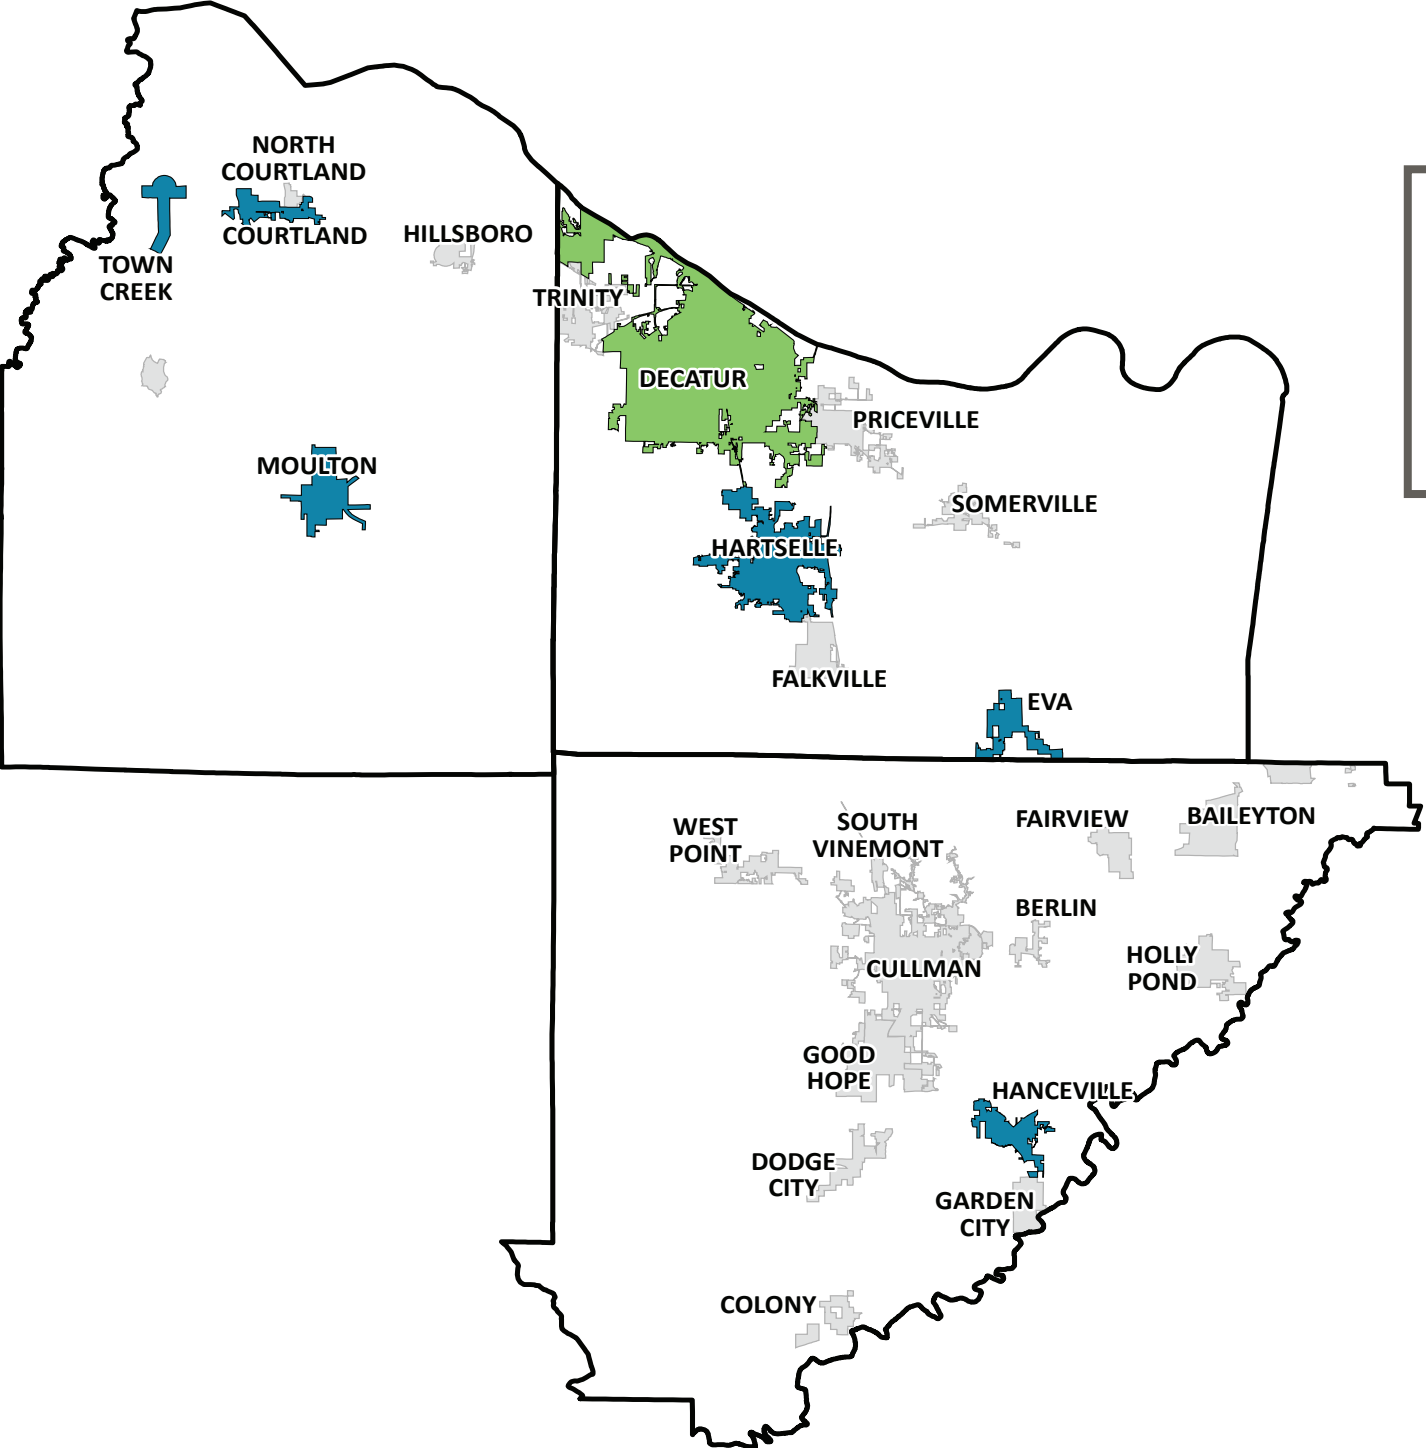 NORTH
COURTLAND
COURTLAND
HILLSBORO
TOWN
CREEK
TRINITY
DECATUR
PRICEVILLE
MOULTON
SOMERVILLE
HARTSELLE
FALKVILLE
EVA
WEST
POINT
SOUTH
VINEMONT
FAIRVIEW
BAILEYTON
BERLIN
HOLLY
POND
CULLMAN
GOOD
HOPE
HANCEVILLE
DODGE
CITY
GARDEN
CITY
COLONY